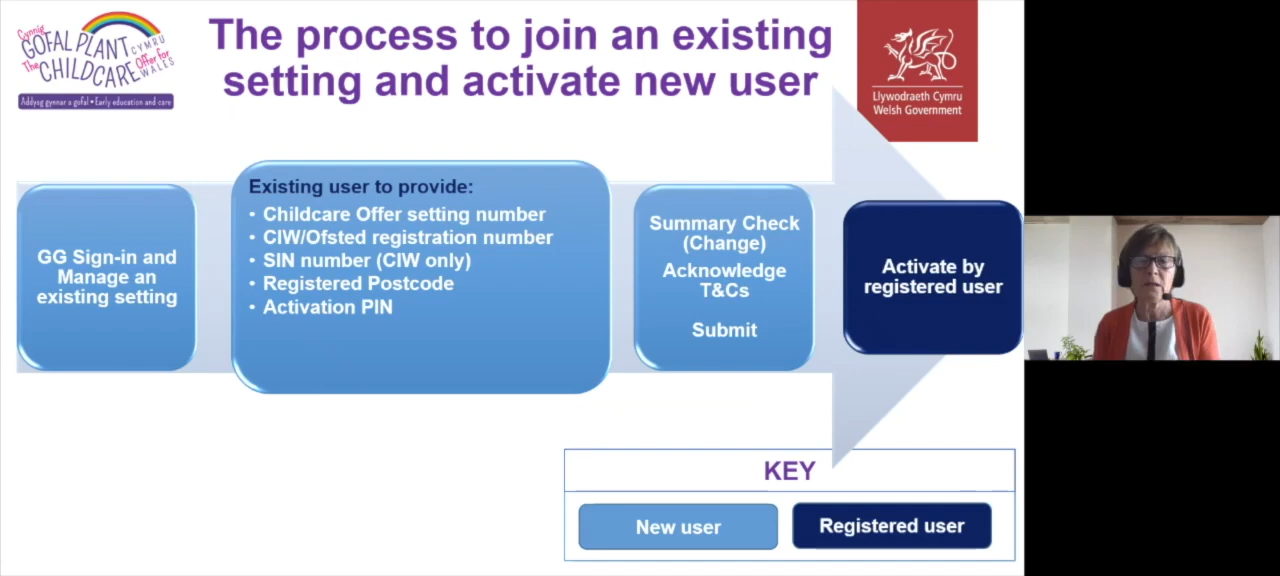 Cynnig
GOFAL PLANT
CYMRU
The
CHILDCARE
Offer for
WALES
Addysg gynnar a gofal • Early education and care
The process to join an existing
setting and activate new user
Llywodraeth Cymru
Welsh Government
GG Sign-in and
Manage an
existing setting
Existing user to provide:
• Childcare Offer setting number
• CIW/Ofsted registration number
• SIN number (CIW only)
• Registered Postcode
• Activation PIN
Summary Check
(Change)
Acknowledge
T&Cs
Submit
Activate by
registered user
KEY
New user
Registered user